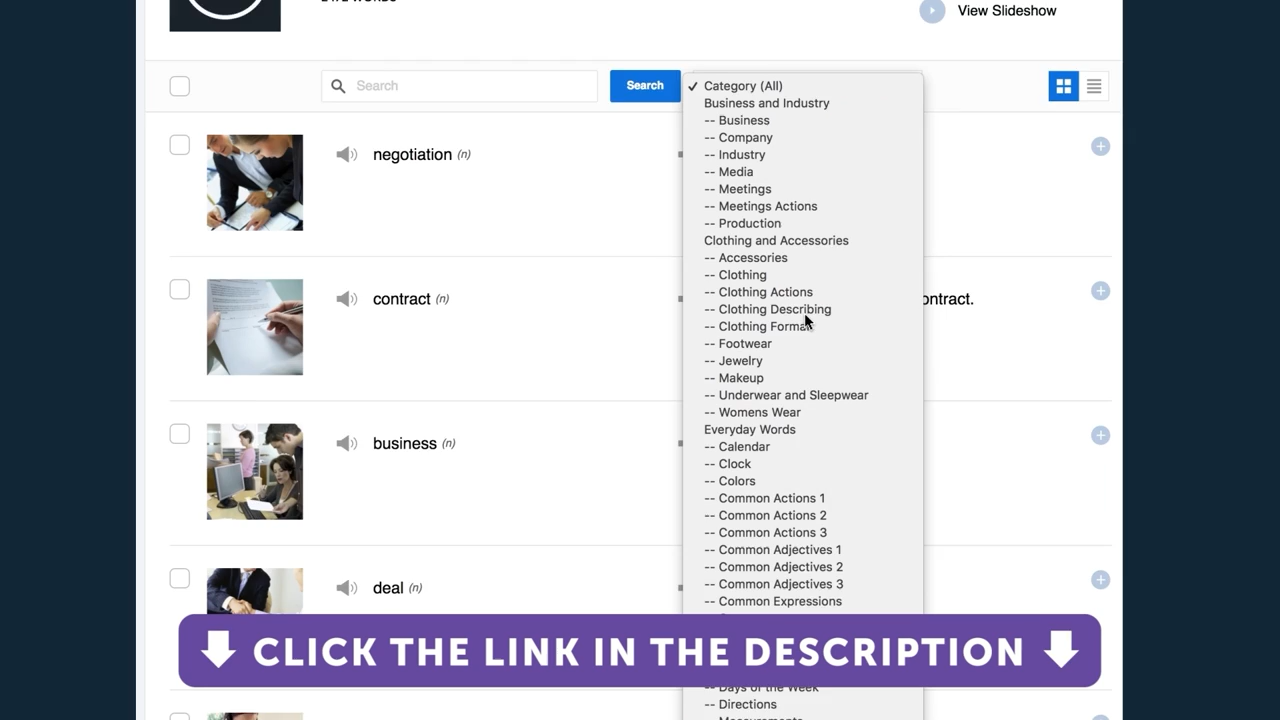 View Slideshow
Search
Search
✓ Category (All)
Business and Industry
-- Business
-- Company
-- Industry
-- Media
-- Meetings
-- Meetings Actions
-- Production
Clothing and Accessories
-- Accessories
-- Clothing
-- Clothing Actions
-- Clothing Describing
-- Clothing Formal
-- Footwear
-- Jewelry
-- Makeup
-- Underwear and Sleepwear
-- Womens Wear
Everyday Words
-- Calendar
-- Clock
-- Colors
-- Common Actions 1
-- Common Actions 2
-- Common Actions 3
-- Common Adjectives 1
-- Common Adjectives 2
-- Common Adjectives 3
-- Common Expressions
-- Days of the Week
-- Directions
negotiation (n)
contract (n)
ontract.
business (n)
deal (n)
CLICK THE LINK IN THE DESCRIPTION